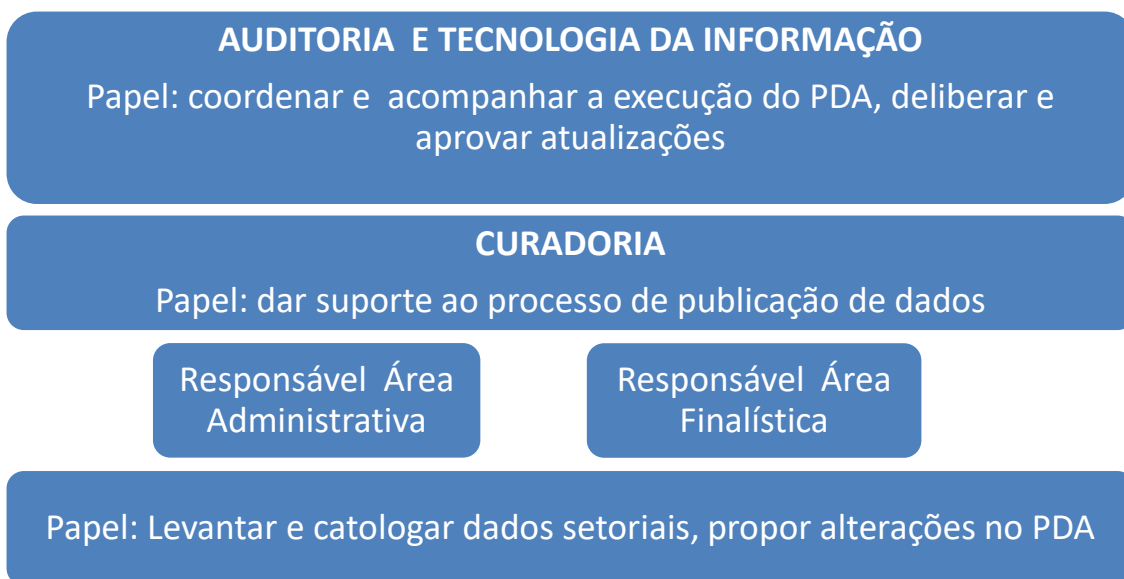 AUDITORIA E TECNOLOGIA DA INFORMAÇÃO
Papel: coordenar e acompanhar a execução do PDA, deliberar e
aprovar atualizações
CURADORIA
Papel: dar suporte ao processo de publicação de dados
Responsável Área
Administrativa
Responsável Área
Finalística
Papel: Levantar e catologar dados setoriais, propor alterações no PDA